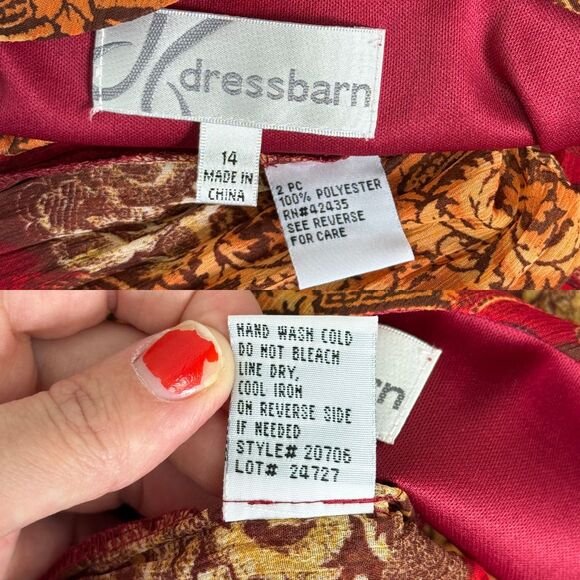 dressbarn
14
MADE IN
CHINA
2 PC
100% POLYESTER
RN#42435
SEE REVERSE
FOR CARE
HAND WASH COLD
DO NOT BLEACH
LINE DRY,
COOL IRON
ON REVERSE SIDE
IF NEEDED
STYLE# 20706
LOT# 24727
barn